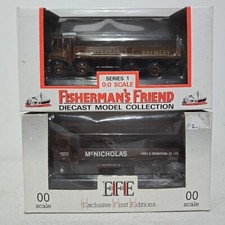 BREWERY
SERIES 1
0:0 SCALE
FISHERMAN'S FRIEND
DIECAST MODEL COLLECTION
McNICHOLAS
00
scale
EFE
Exclusive First Editions
00
scale